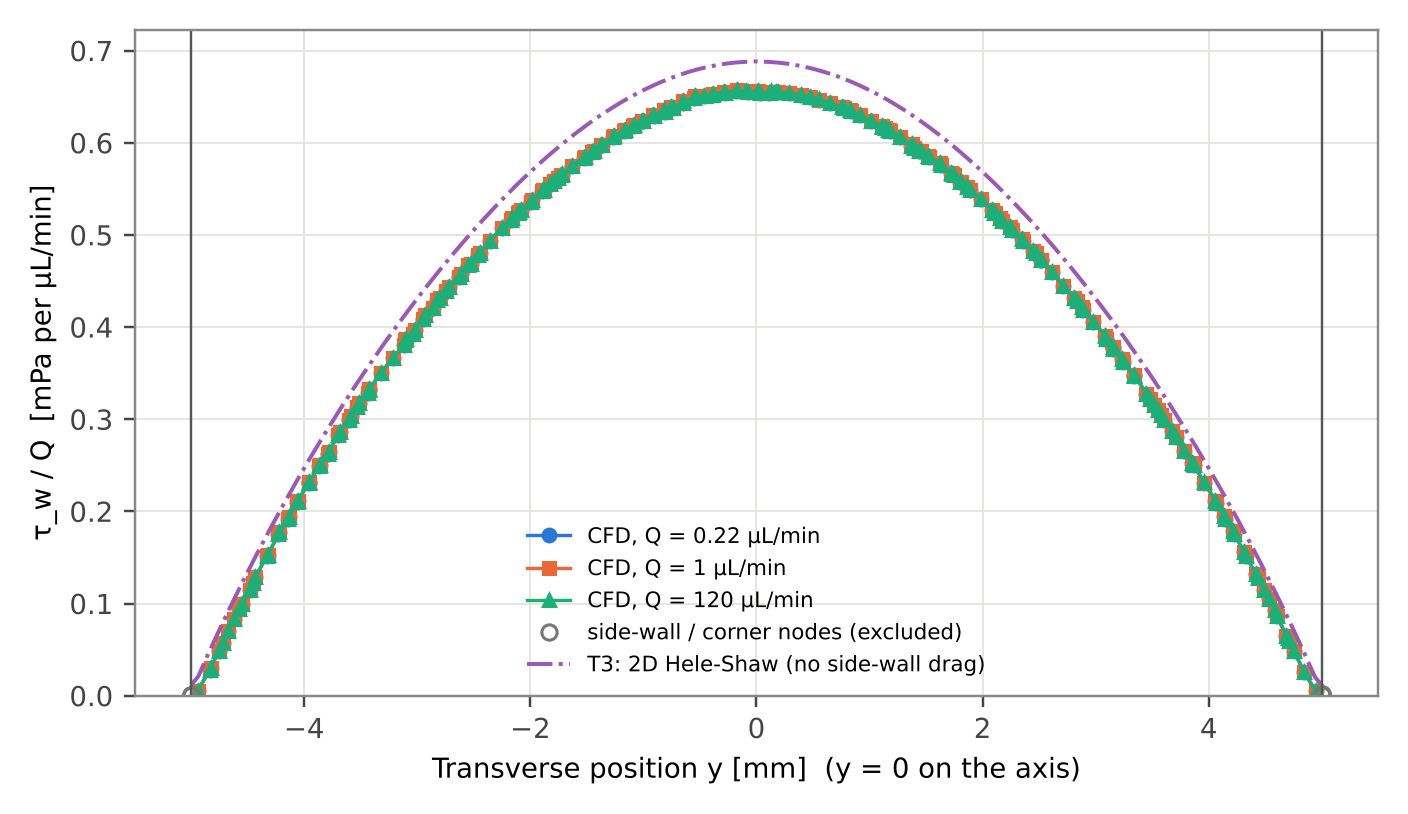 0.7
0.6
0.5
0.4
0.3
0.2
0.1
0.0
τ_w / Q [mPa per µL/min]
CFD, Q = 0.22 µL/min
CFD, Q = 1 µL/min
CFD, Q = 120 µL/min
side-wall / corner nodes (excluded)
T3: 2D Hele-Shaw (no side-wall drag)
−4 −2 0 2 4
Transverse position y [mm] (y = 0 on the axis)